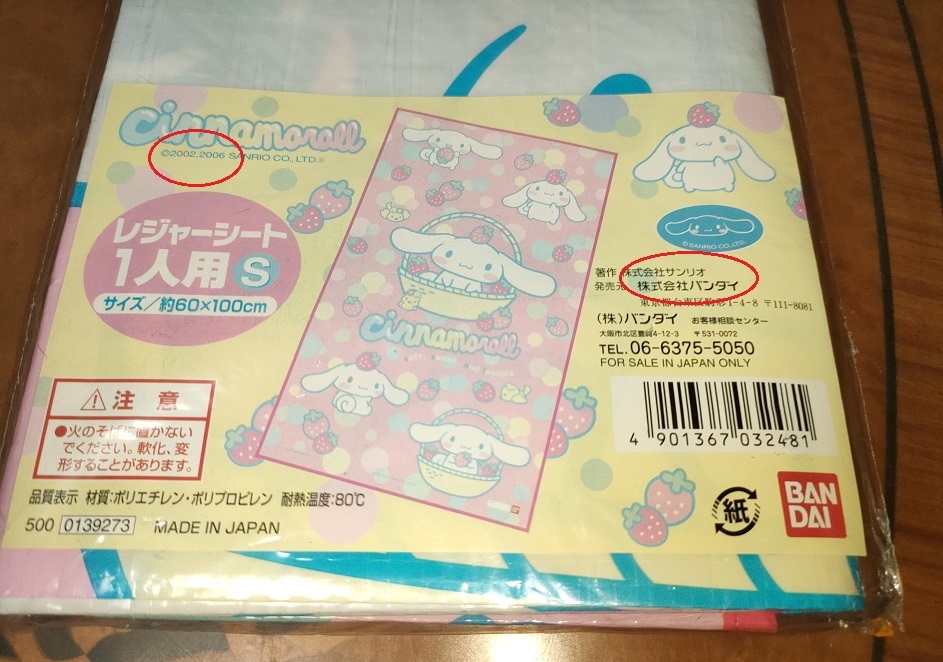 cinnamoroll
©2002,2006 SANRIO CO., LTD.®
レジャーシート
1人用 S
サイズ/約60×100cm
⚠注意
●火のそばに置かない
でください。軟化、変
形することがあります。
品質表示 材質:ポリエチレン・ポリプロピレン 耐熱温度:80℃
500 0139273 MADE IN JAPAN
cinnamoroll
© SANRIO CO., LTD.
著作 株式会社サンリオ
発売元 株式会社バンダイ
東京都台東区駒形1-4-8 〒111-8081
(株)バンダイ お客様相談センター
大阪市北区豊崎4-12-3 〒531-0072
TEL.06-6375-5050
FOR SALE IN JAPAN ONLY
4 901367 032481
紙
BAN
DAI